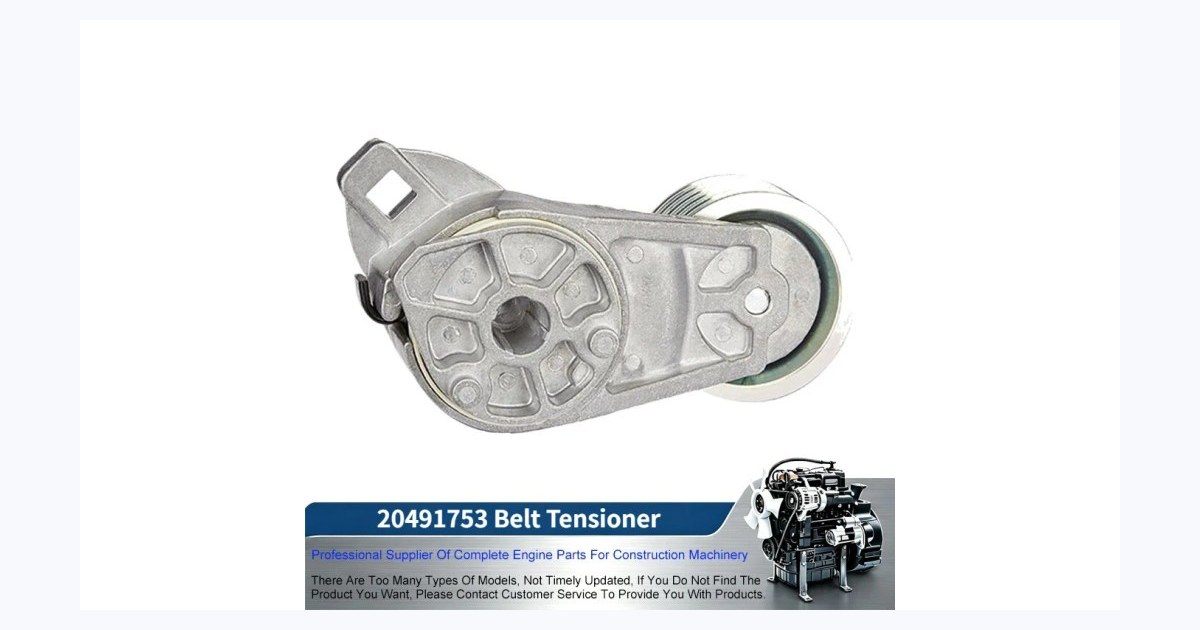 20491753 Belt Tensioner
Professional Supplier Of Complete Engine Parts For Construction Machinery
There Are Too Many Types Of Models, Not Timely Updated, If You Do Not Find The
Product You Want, Please Contact Customer Service To Provide You With Products.